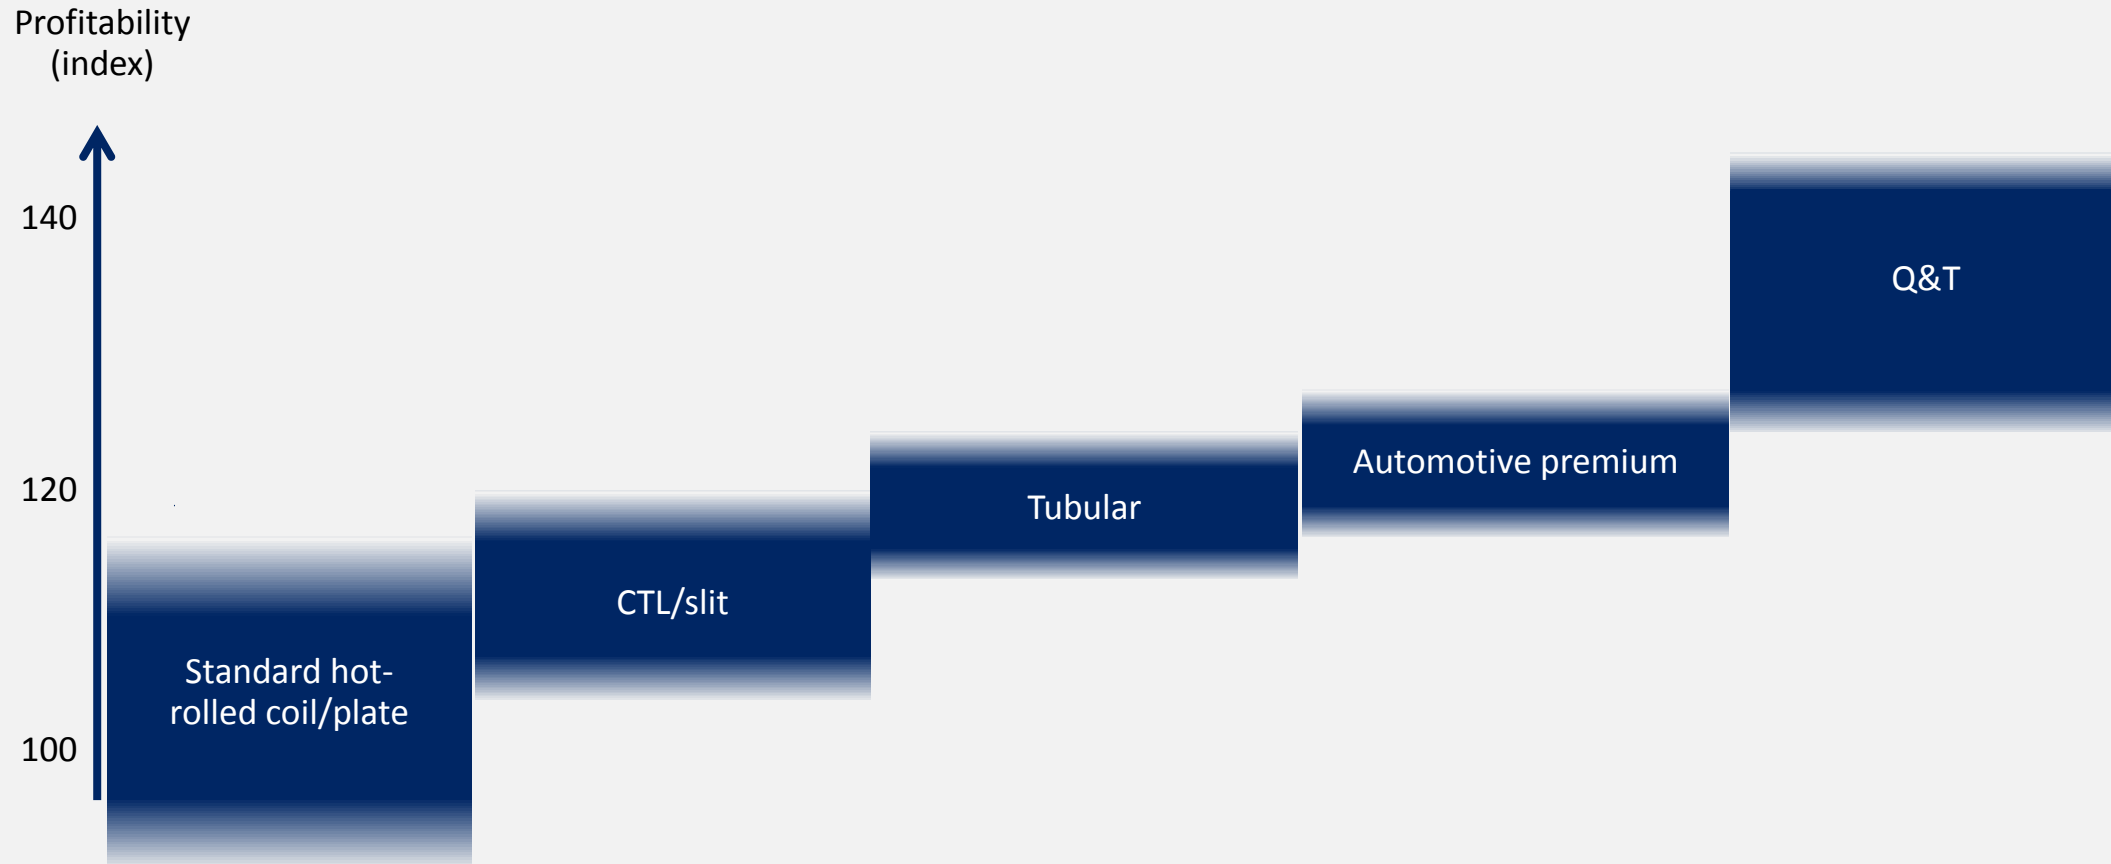 Profitability
(index)
140
120
100
Standard hot-
rolled coil/plate
CTL/slit
Tubular
Automotive premium
Q&T